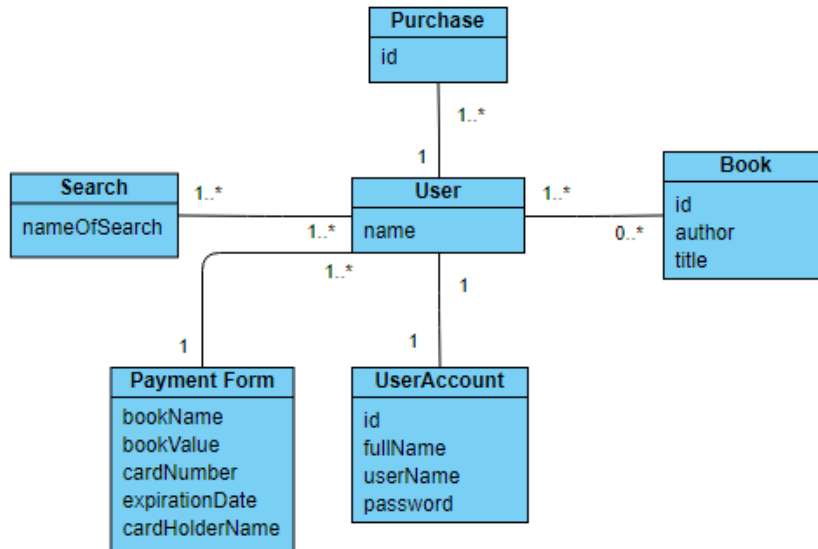 Purchase
id
1..*
1
Search
nameOfSearch
1..*
1..*
User
name
1..*
0..*
Book
id
author
title
1..*
1
1
1
Payment Form
bookName
bookValue
cardNumber
expirationDate
cardHolderName
UserAccount
id
fullName
userName
password